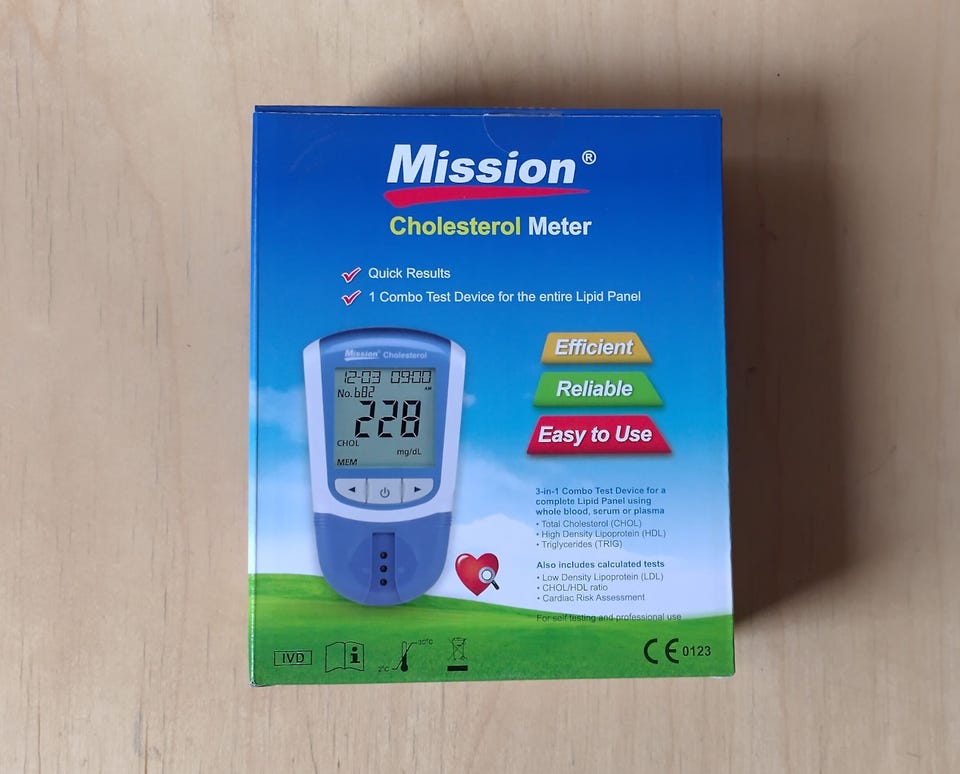 Mission®
Cholesterol Meter
Quick Results
1 Combo Test Device for the entire Lipid Panel
Mission® Cholesterol
12-03 09:00
AM
No. 682
228
CHOL
mg/dL
MEM
Efficient
Reliable
Easy to Use
3-in-1 Combo Test Device for a
complete Lipid Panel using
whole blood, serum or plasma
• Total Cholesterol (CHOL)
• High Density Lipoprotein (HDL)
• Triglycerides (TRIG)
Also includes calculated tests
• Low Density Lipoprotein (LDL)
• CHOL/HDL ratio
• Cardiac Risk Assessment
For self testing and professional use
IVD
i
2°C
30°C
CE 0123